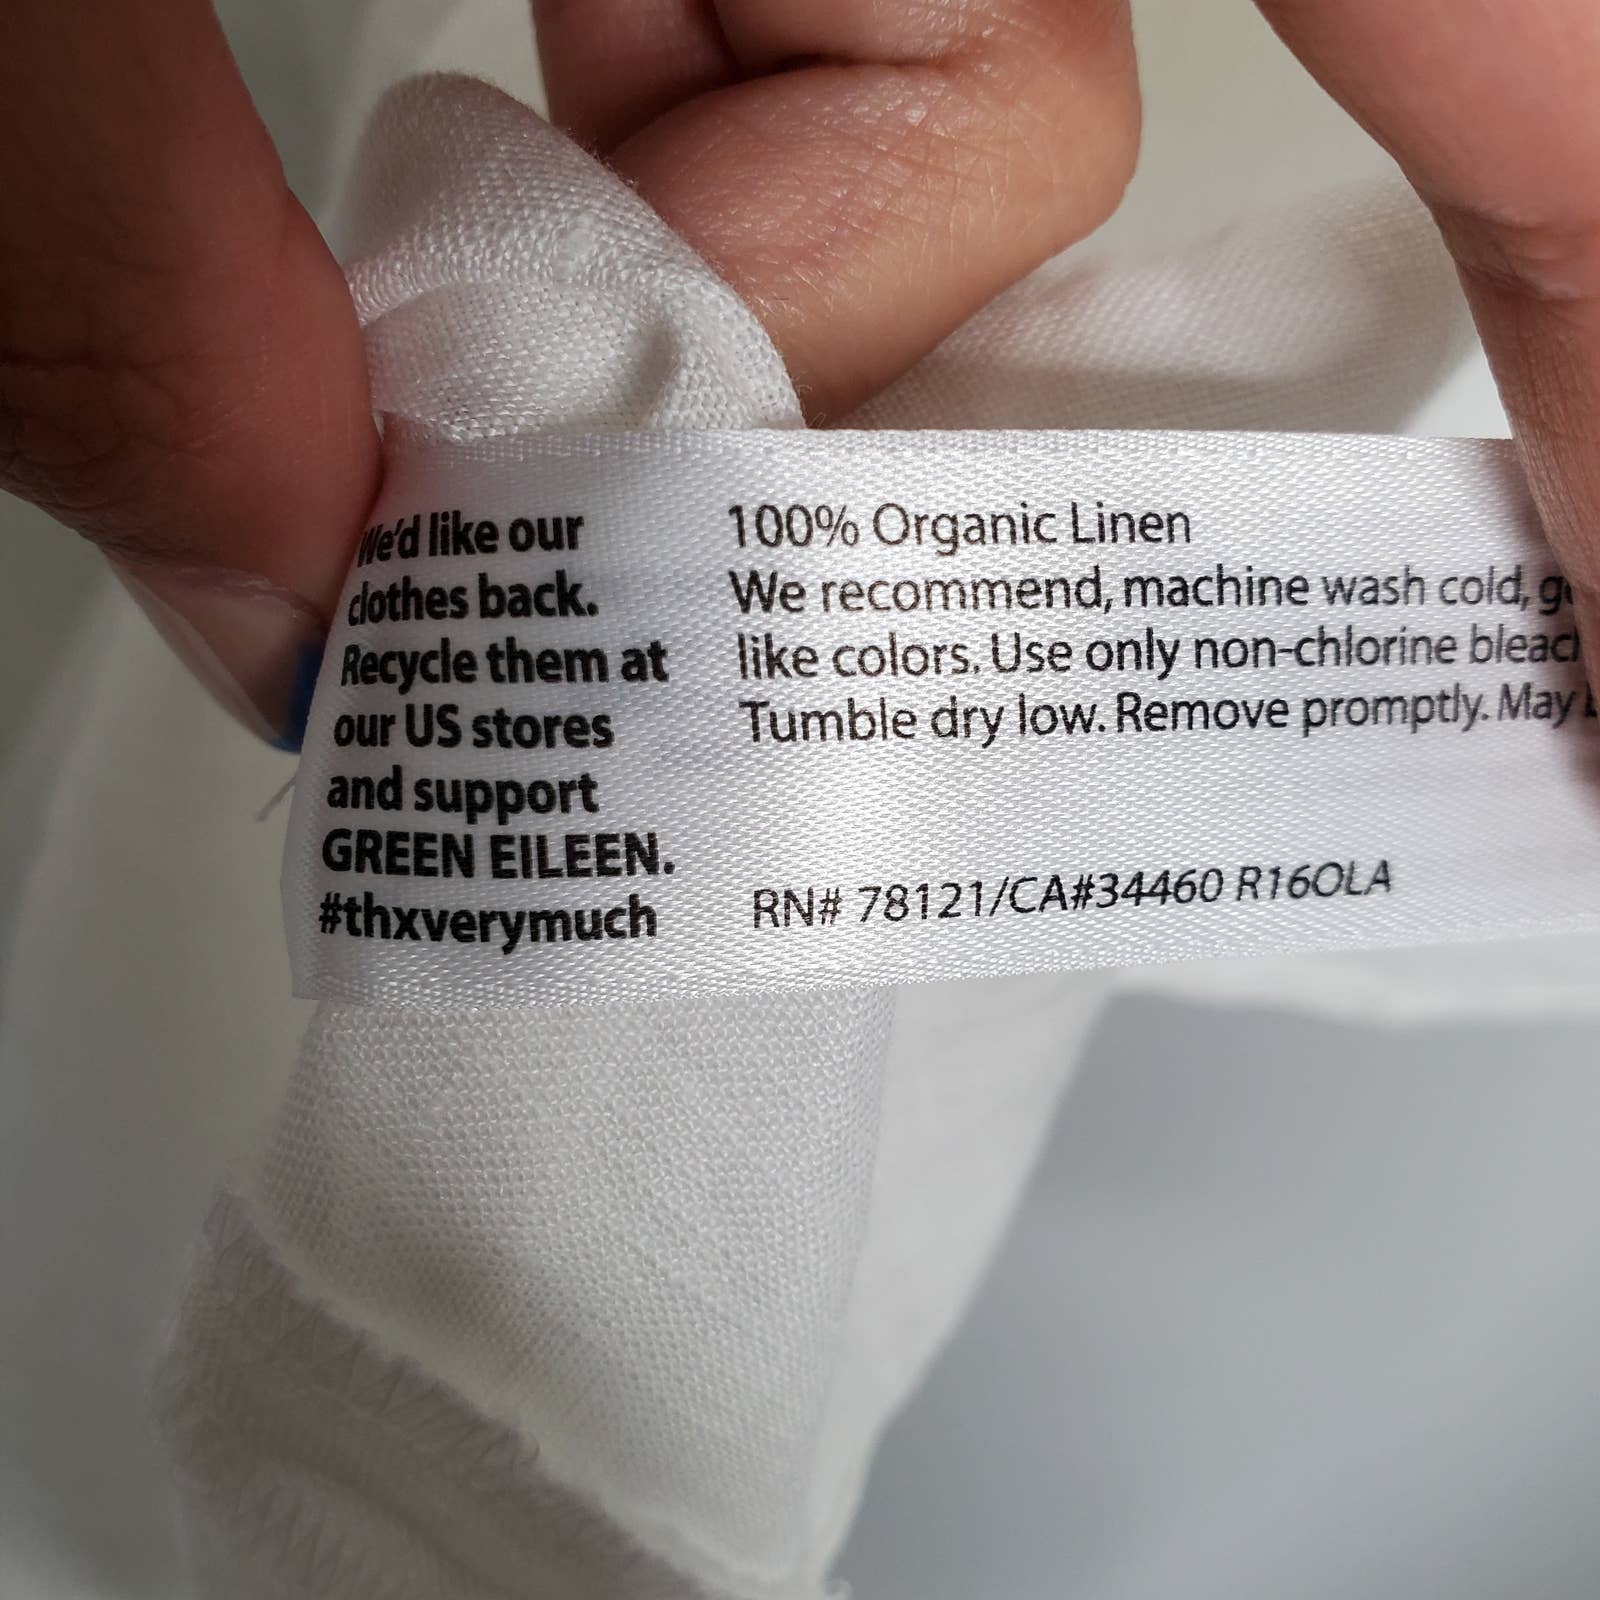 We'd like our
clothes back.
Recycle them at
our US stores
and support
GREEN EILEEN.
#thxverymuch
100% Organic Linen
We recommend, machine wash cold,
like colors. Use only non-chlorine bleach
Tumble dry low. Remove promptly. May
RN# 78121/CA#34460 R16OLA